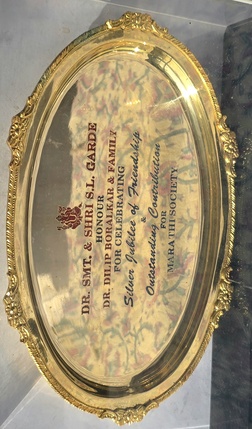 DR. SMT. & SHRI S.L. GARDE
HONOUR
DR. DILIP BORALKAR & FAMILY
FOR CELEBRATING
Silver Jubilee of Friendship
&
Outstanding Contribution
FOR
MARATHI SOCIETY